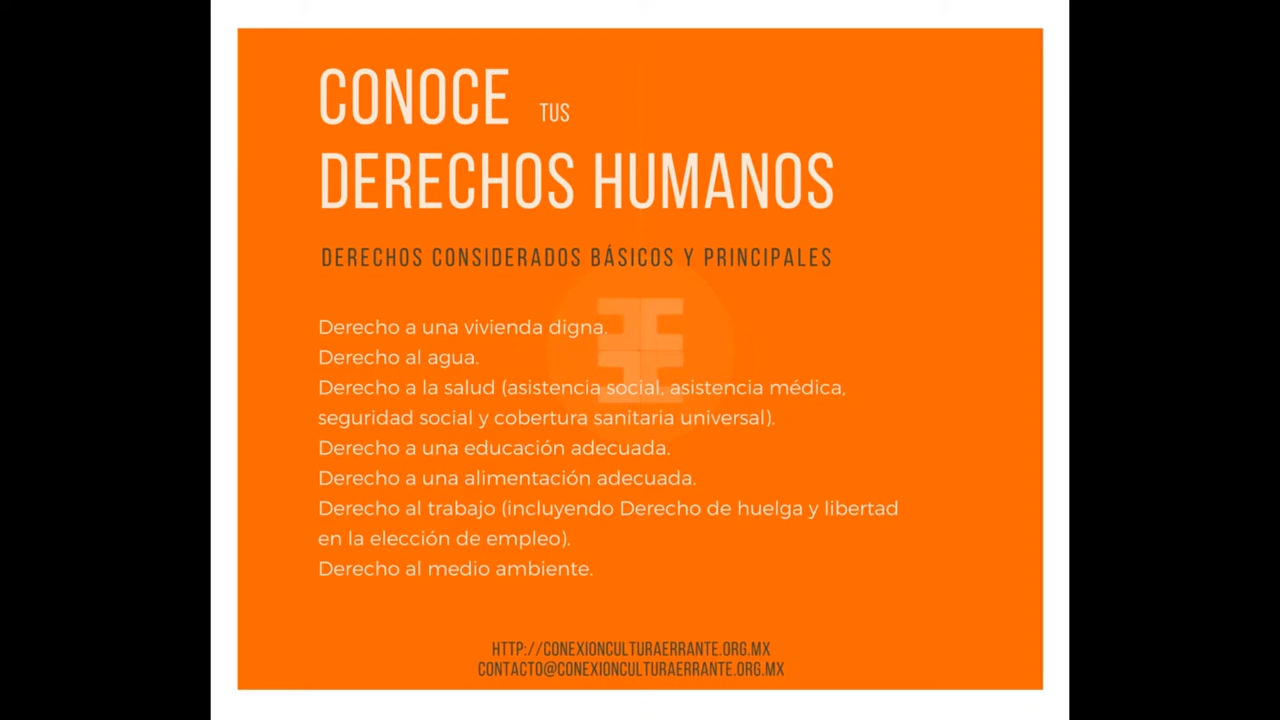 CONOCE TUS
DERECHOS HUMANOS
DERECHOS CONSIDERADOS BÁSICOS Y PRINCIPALES
Derecho a una vivienda digna.
Derecho al agua.
Derecho a la salud (asistencia social, asistencia médica,
seguridad social y cobertura sanitaria universal).
Derecho a una educación adecuada.
Derecho a una alimentación adecuada.
Derecho al trabajo (incluyendo Derecho de huelga y libertad
en la elección de empleo).
Derecho al medio ambiente.
HTTP://CONEXIONCULTURAERRANTE.ORG.MX
CONTACTO@CONEXIONCULTURAERRANTE.ORG.MX